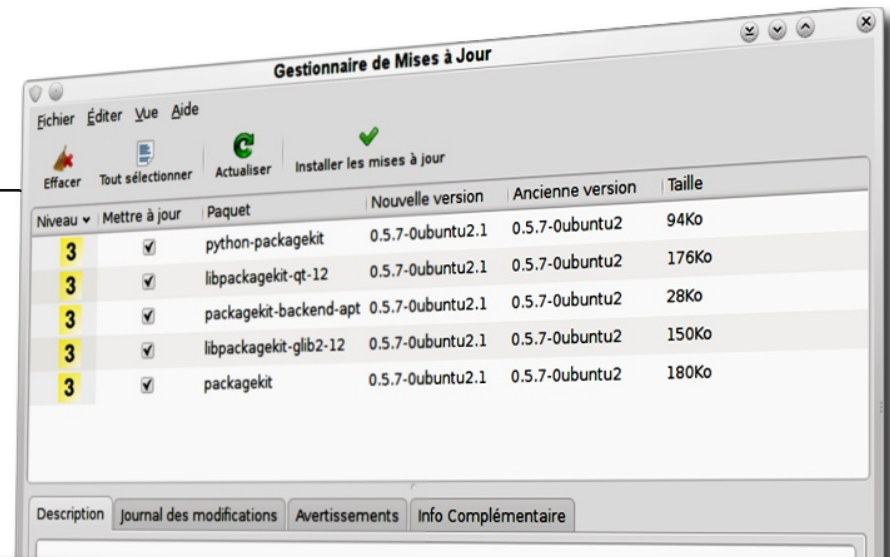 Gestionnaire de Mises à Jour
Fichier Éditer Vue Aide
Effacer Tout sélectionner Actualiser Installer les mises à jour
Niveau Mettre à jour Paquet Nouvelle version Ancienne version Taille
3 python-packagekit 0.5.7-0ubuntu2.1 0.5.7-0ubuntu2 94Ko
3 libpackagekit-qt-12 0.5.7-0ubuntu2.1 0.5.7-0ubuntu2 176Ko
3 packagekit-backend-apt 0.5.7-0ubuntu2.1 0.5.7-0ubuntu2 28Ko
3 libpackagekit-glib2-12 0.5.7-0ubuntu2.1 0.5.7-0ubuntu2 150Ko
3 packagekit 0.5.7-0ubuntu2.1 0.5.7-0ubuntu2 180Ko
Description Journal des modifications Avertissements Info Complémentaire